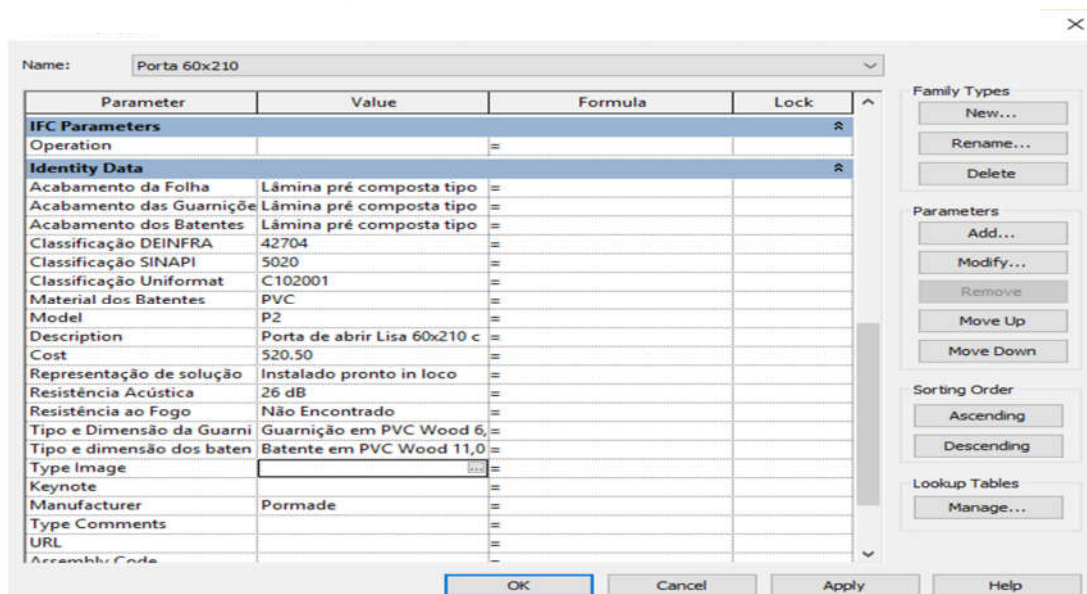 Name: Porta 60x210
Parameter Value Formula Lock
IFC Parameters
Operation =
Identity Data
Acabamento da Folha Lâmina pré composta tipo =
Acabamento das Guarniçõe Lâmina pré composta tipo =
Acabamento dos Batentes Lâmina pré composta tipo =
Classificação DEINFRA 42704 =
Classificação SINAPI 5020 =
Classificação Uniformat C102001 =
Material dos Batentes PVC =
Model P2 =
Description Porta de abrir Lisa 60x210 c =
Cost 520.50 =
Representação de solução Instalado pronto in loco =
Resistência Acústica 26 dB =
Resistência ao Fogo Não Encontrado =
Tipo e Dimensão da Guarni Guarnição em PVC Wood 6, =
Tipo e dimensão dos baten Batente em PVC Wood 11,0 =
Type Image ... =
Keynote =
Manufacturer Pormade =
Type Comments =
URL =
Assembly Code =
Family Types
New...
Rename...
Delete
Parameters
Add...
Modify...
Remove
Move Up
Move Down
Sorting Order
Ascending
Descending
Lookup Tables
Manage...
OK Cancel Apply Help